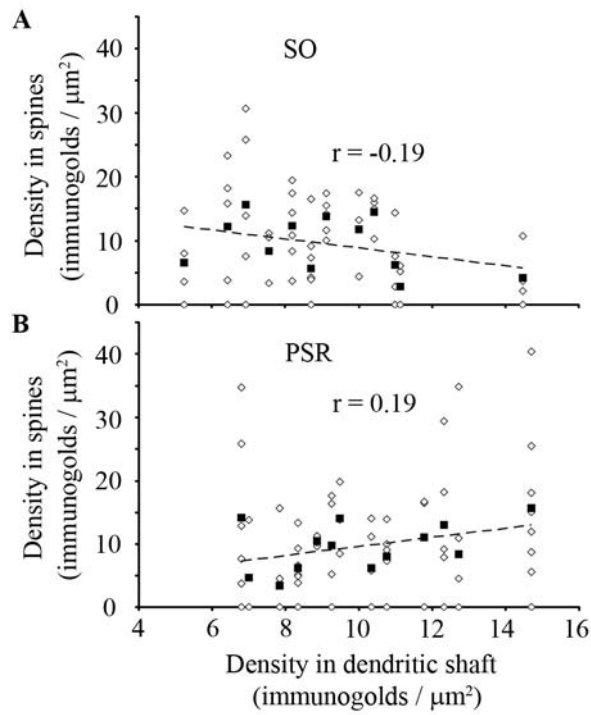 A
SO
r = -0.19
Density in spines
(immunogolds / μm²)
40
30
20
10
0
B
PSR
r = 0.19
Density in spines
(immunogolds / μm²)
40
30
20
10
0
4 6 8 10 12 14 16
Density in dendritic shaft
(immunogolds / μm²)